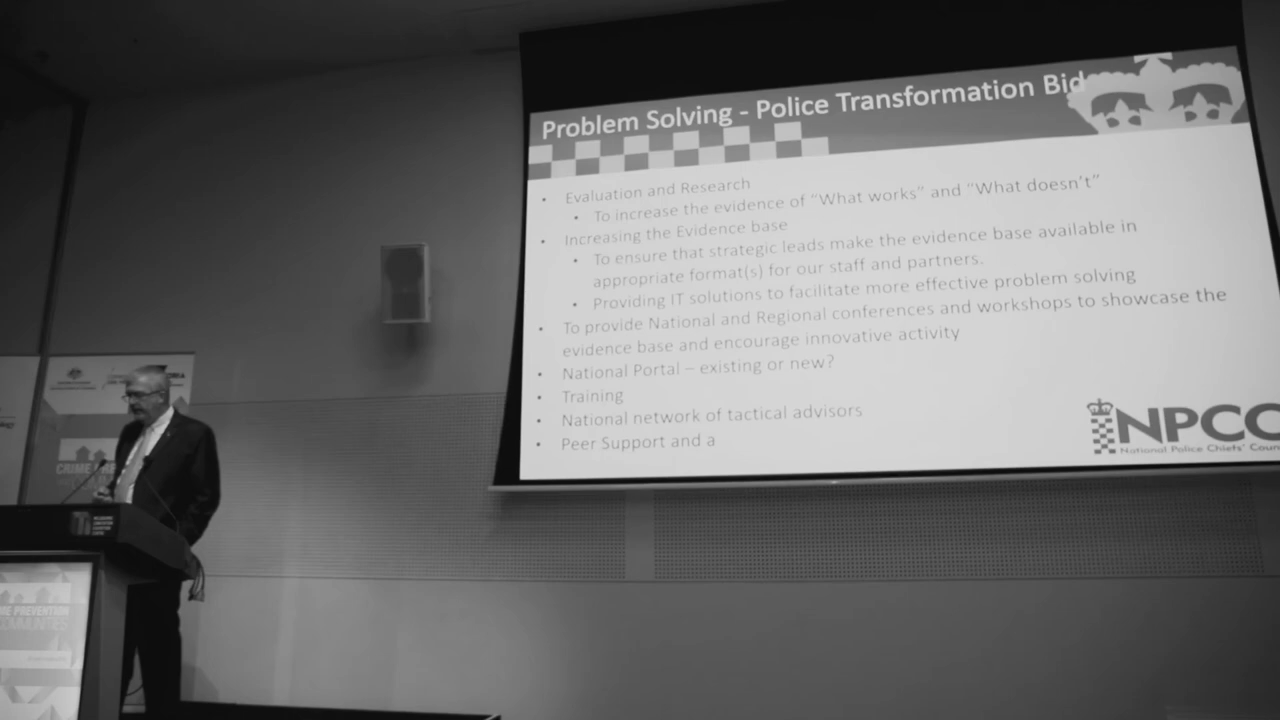 Problem Solving - Police Transformation Bid
• Evaluation and Research
• To increase the evidence of "What works" and "What doesn't"
• Increasing the Evidence base
• To ensure that strategic leads make the evidence base available in
appropriate format(s) for our staff and partners.
• Providing IT solutions to facilitate more effective problem solving
• To provide National and Regional conferences and workshops to showcase the
evidence base and encourage innovative activity
• National Portal – existing or new?
• Training
• National network of tactical advisors
• Peer Support and a
NPCC
National Police Chiefs' Coun
CRIME
PREVENTION